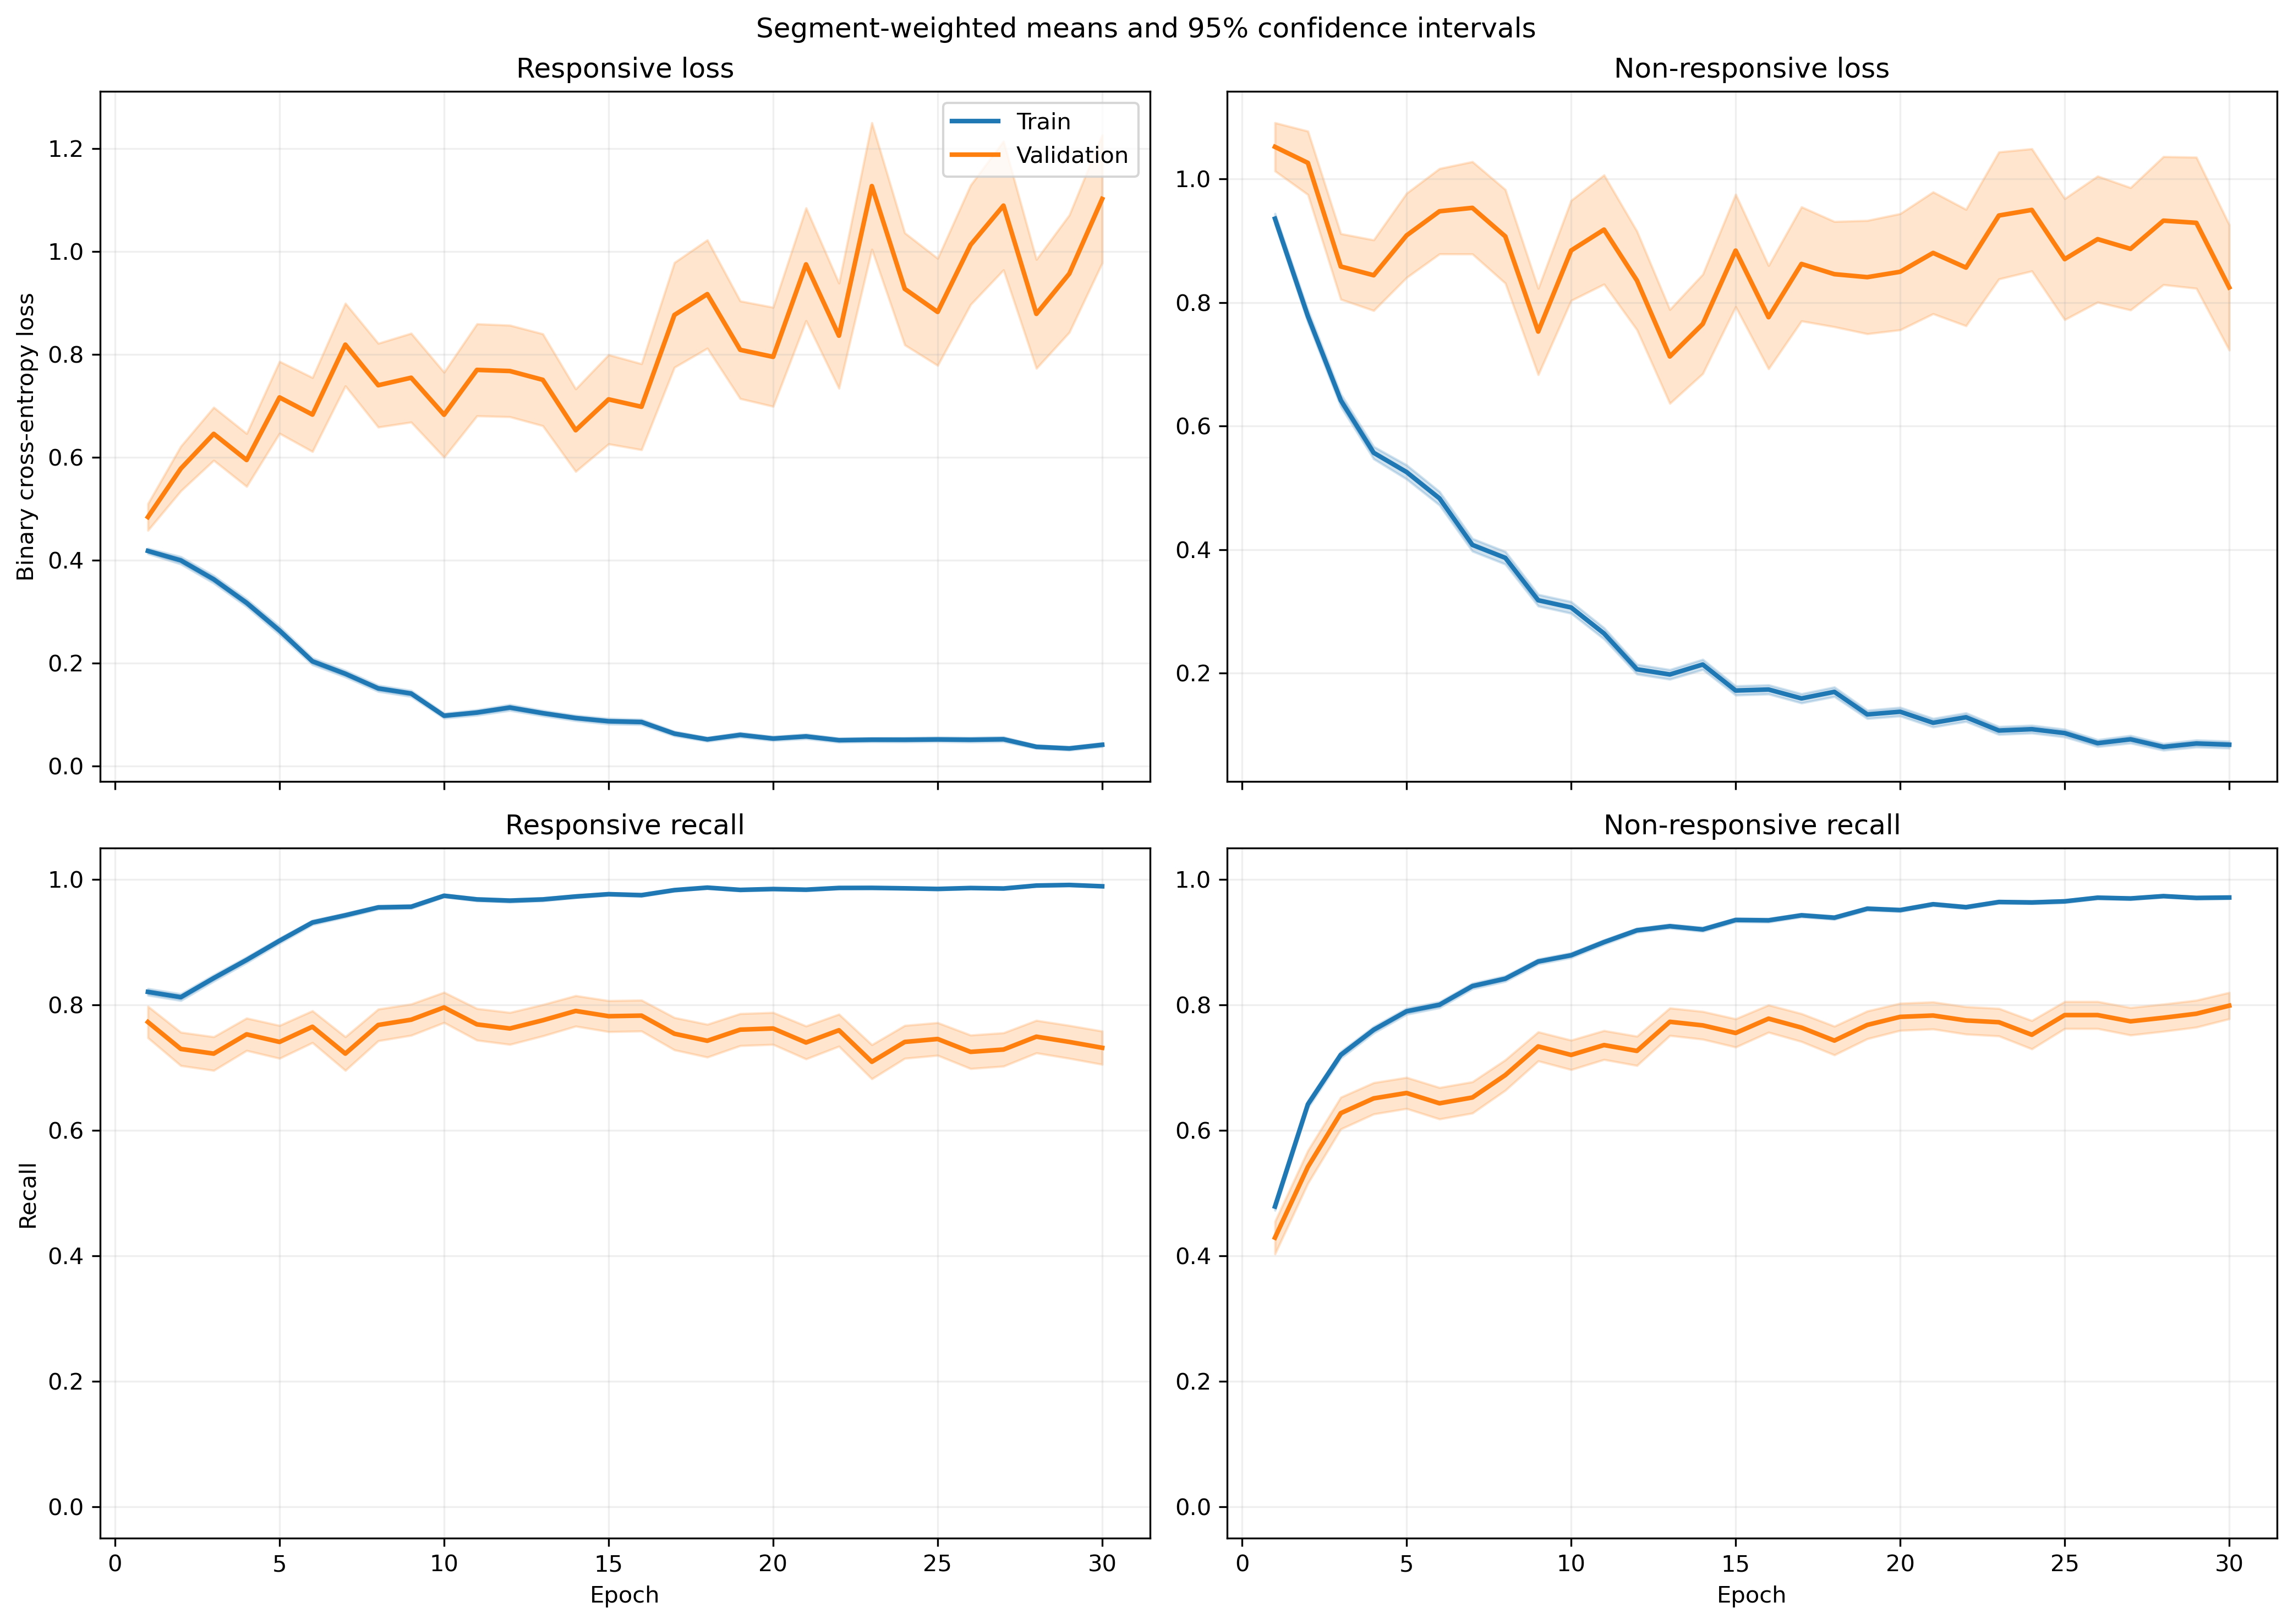 Segment-weighted means and 95% confidence intervals
Responsive loss
Train
Validation
Binary cross-entropy loss
1.2
1.0
0.8
0.6
0.4
0.2
0.0
Non-responsive loss
1.0
0.8
0.6
0.4
0.2
Responsive recall
Recall
1.0
0.8
0.6
0.4
0.2
0.0
0 5 10 15 20 25 30
Epoch
Non-responsive recall
1.0
0.8
0.6
0.4
0.2
0.0
0 5 10 15 20 25 30
Epoch